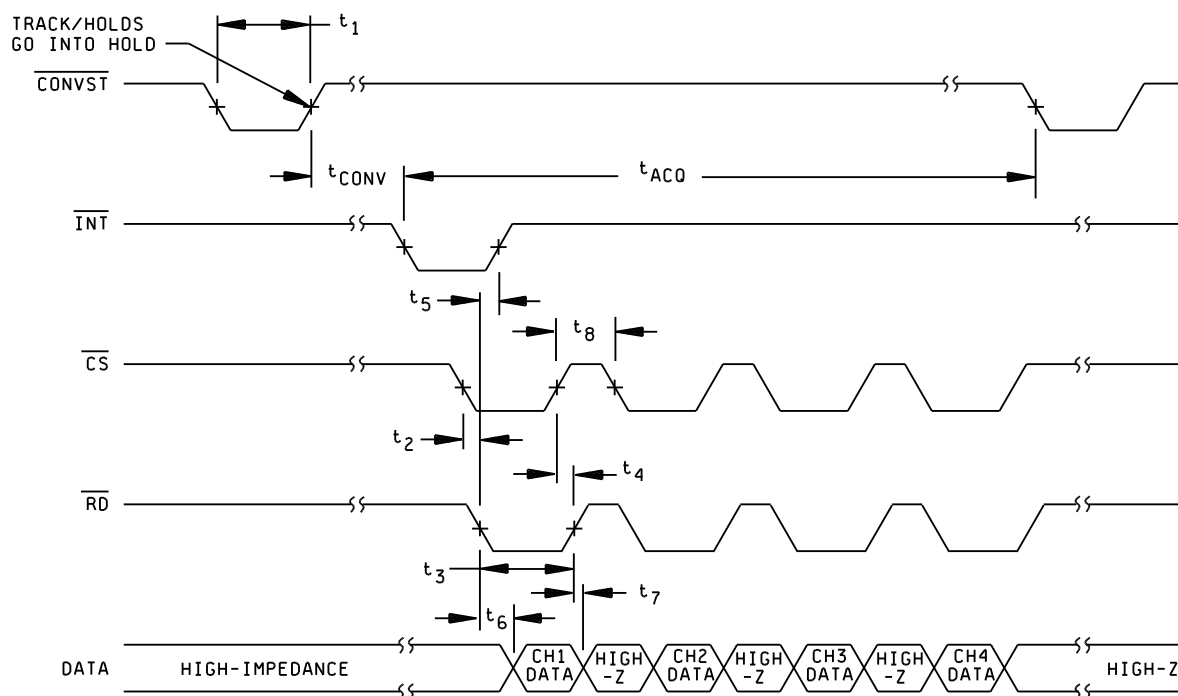 TRACK/HOLDS
GO INTO HOLD
t1
CONVST
tCONV
tACQ
INT
t5
t8
CS
t2
t4
RD
t3
t7
t6
DATA
HIGH-IMPEDANCE
CH1
DATA
HIGH
-Z
CH2
DATA
HIGH
-Z
CH3
DATA
HIGH
-Z
CH4
DATA
HIGH-Z